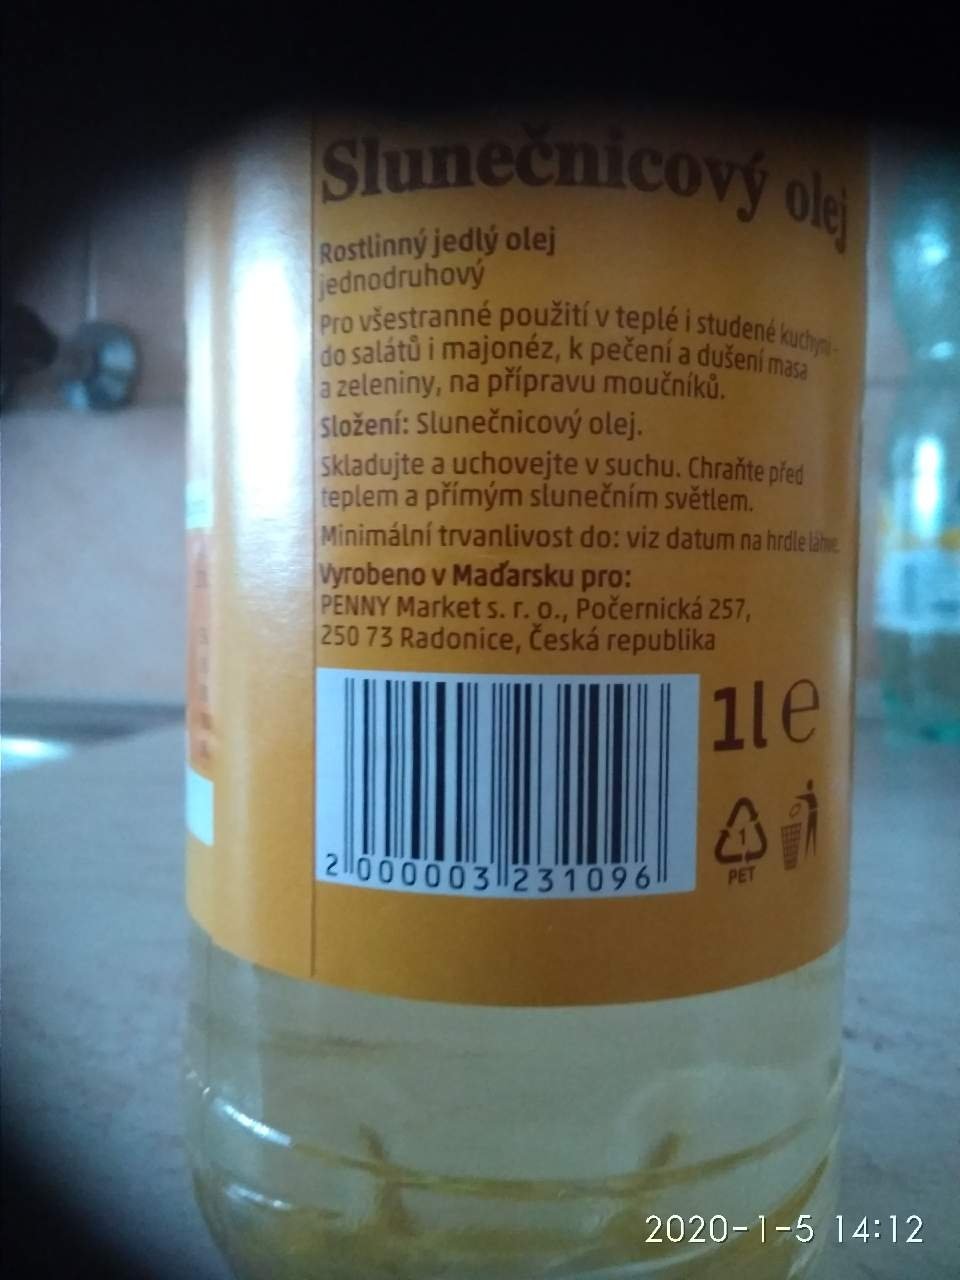 Slunečnicový olej
Rostlinný jedlý olej
jednodruhový
Pro všestranné použití v teplé i studené kuchyni -
do salátů i majonéz, k pečení a dušení masa
a zeleniny, na přípravu moučníků.
Složení: Slunečnicový olej.
Skladujte a uchovejte v suchu. Chraňte před
teplem a přímým slunečním světlem.
Minimální trvanlivost do: viz datum na hrdle láhve.
Vyrobeno v Maďarsku pro:
PENNY Market s. r. o., Počernická 257,
250 73 Radonice, Česká republika
1l e
2 000003 231096
1
PET
2020-1-5 14:12